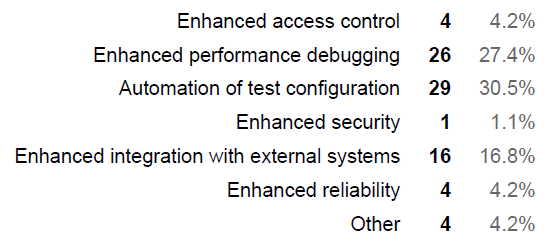 Enhanced access control 4 4.2%
Enhanced performance debugging 26 27.4%
Automation of test configuration 29 30.5%
Enhanced security 1 1.1%
Enhanced integration with external systems 16 16.8%
Enhanced reliability 4 4.2%
Other 4 4.2%